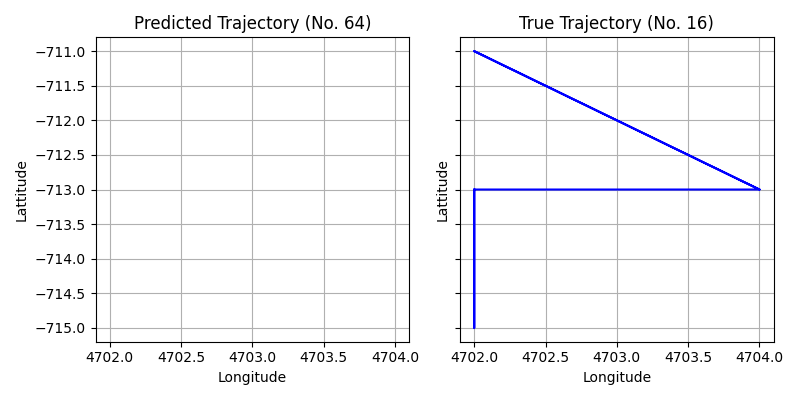 Predicted Trajectory (No. 64)
−711.0
−711.5
−712.0
−712.5
−713.0
−713.5
−714.0
−714.5
−715.0
Lattitude
4702.0 4702.5 4703.0 4703.5 4704.0
Longitude
True Trajectory (No. 16)
Lattitude
4702.0 4702.5 4703.0 4703.5 4704.0
Longitude